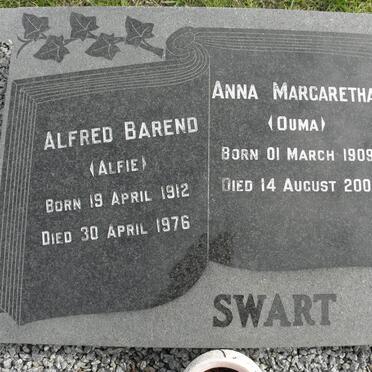 ALFRED BAREND
(ALFIE)
BORN 19 APRIL 1912
DIED 30 APRIL 1976
ANNA MARGARETHA
(OUMA)
BORN 01 MARCH 1909
DIED 14 AUGUST
SWART